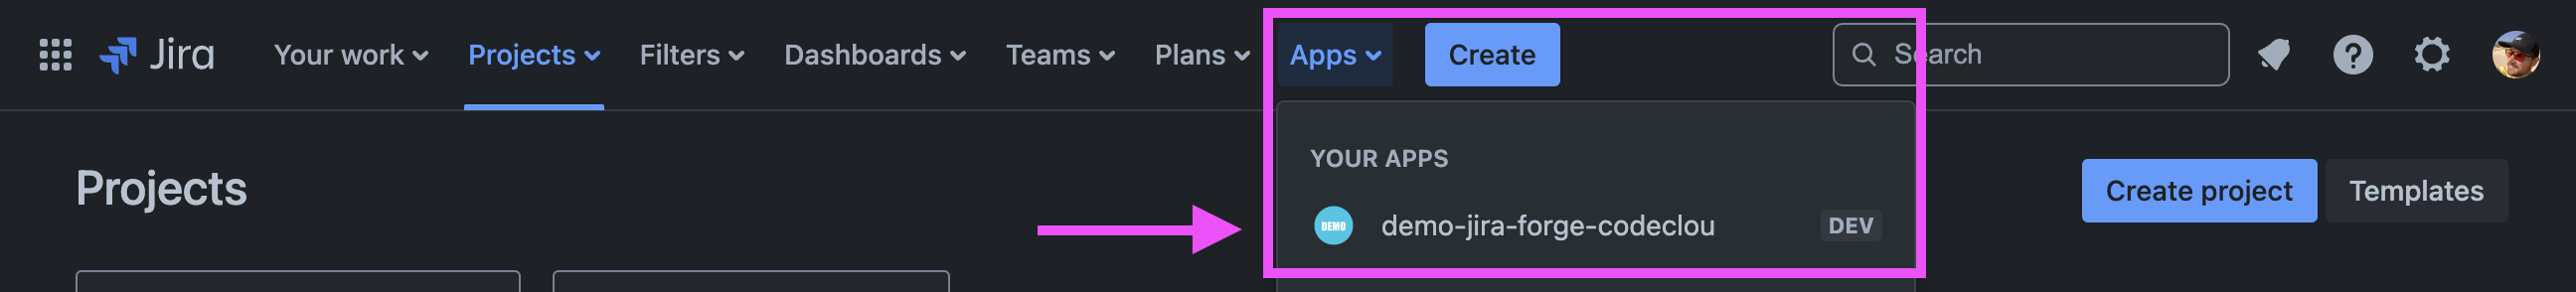 Jira Your work Projects Filters Dashboards Teams Plans Apps Create Search
YOUR APPS
Projects Create project Templates
DEMO demo-jira-forge-codeclou DEV